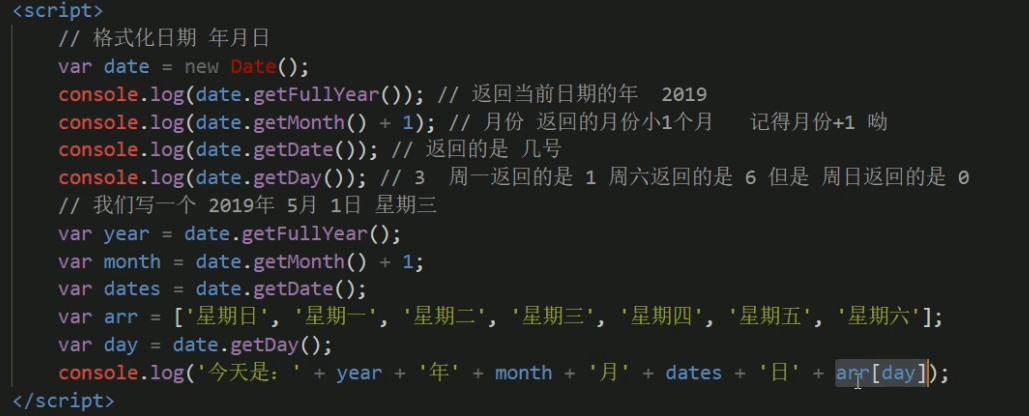 <script>
// 格式化日期 年月日
var date = new Date();
console.log(date.getFullYear()); // 返回当前日期的年 2019
console.log(date.getMonth() + 1); // 月份 返回的月份小1个月 记得月份+1 呦
console.log(date.getDate()); // 返回的是 几号
console.log(date.getDay()); // 3 周一返回的是 1 周六返回的是 6 但是 周日返回的是 0
// 我们写一个 2019年 5月 1日 星期三
var year = date.getFullYear();
var month = date.getMonth() + 1;
var dates = date.getDate();
var arr = ['星期日', '星期一', '星期二', '星期三', '星期四', '星期五', '星期六'];
var day = date.getDay();
console.log('今天是：' + year + '年' + month + '月' + dates + '日' + arr[day]);
</script>